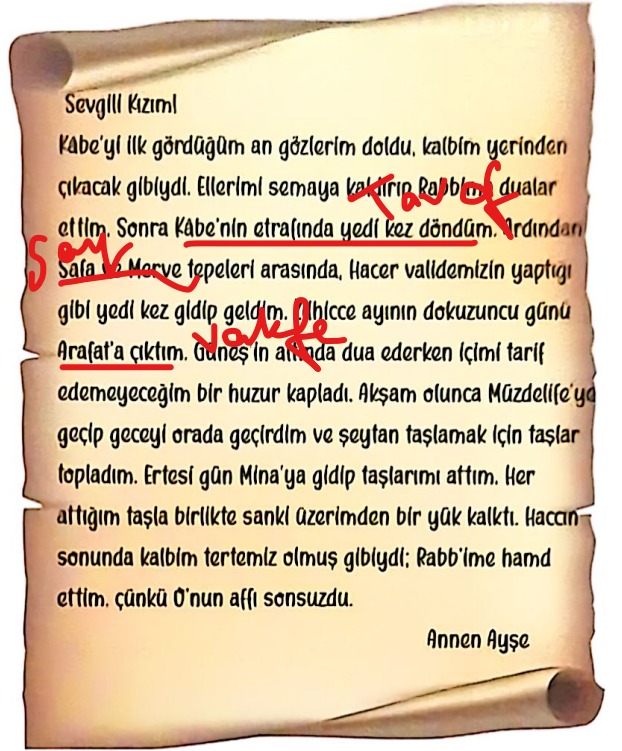 Sevgili Kızım!
Kâbe'yi ilk gördüğüm an gözlerim doldu, kalbim yerinden
çıkacak gibiydi. Ellerimi semaya kaldırıp Rabbime dualar
Tavaf
ettim. Sonra Kâbe'nin etrafında yedi kez döndüm. Ardından
Say
Safa ve Merve tepeleri arasında, Hacer validemizin yaptığı
gibi yedi kez gidip geldim. Zilhicce ayının dokuzuncu günü
vakfe
Arafat'a çıktım. Güneş'in altında dua ederken içimi tarif
edemeyeceğim bir huzur kapladı. Akşam olunca Müzdelife'ye
geçip geceyi orada geçirdim ve şeytan taşlamak için taşlar
topladım. Ertesi gün Mina'ya gidip taşlarımı attım. Her
attığım taşla birlikte sanki üzerimden bir yük kalktı. Haccın
sonunda kalbim tertemiz olmuş gibiydi; Rabb'ime hamd
ettim. çünkü O'nun affı sonsuzdu.
Annen Ayşe